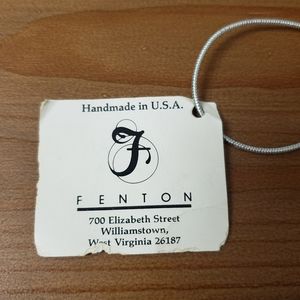 Handmade in U.S.A.
F
FENTON
700 Elizabeth Street
Williamstown,
West Virginia 26187